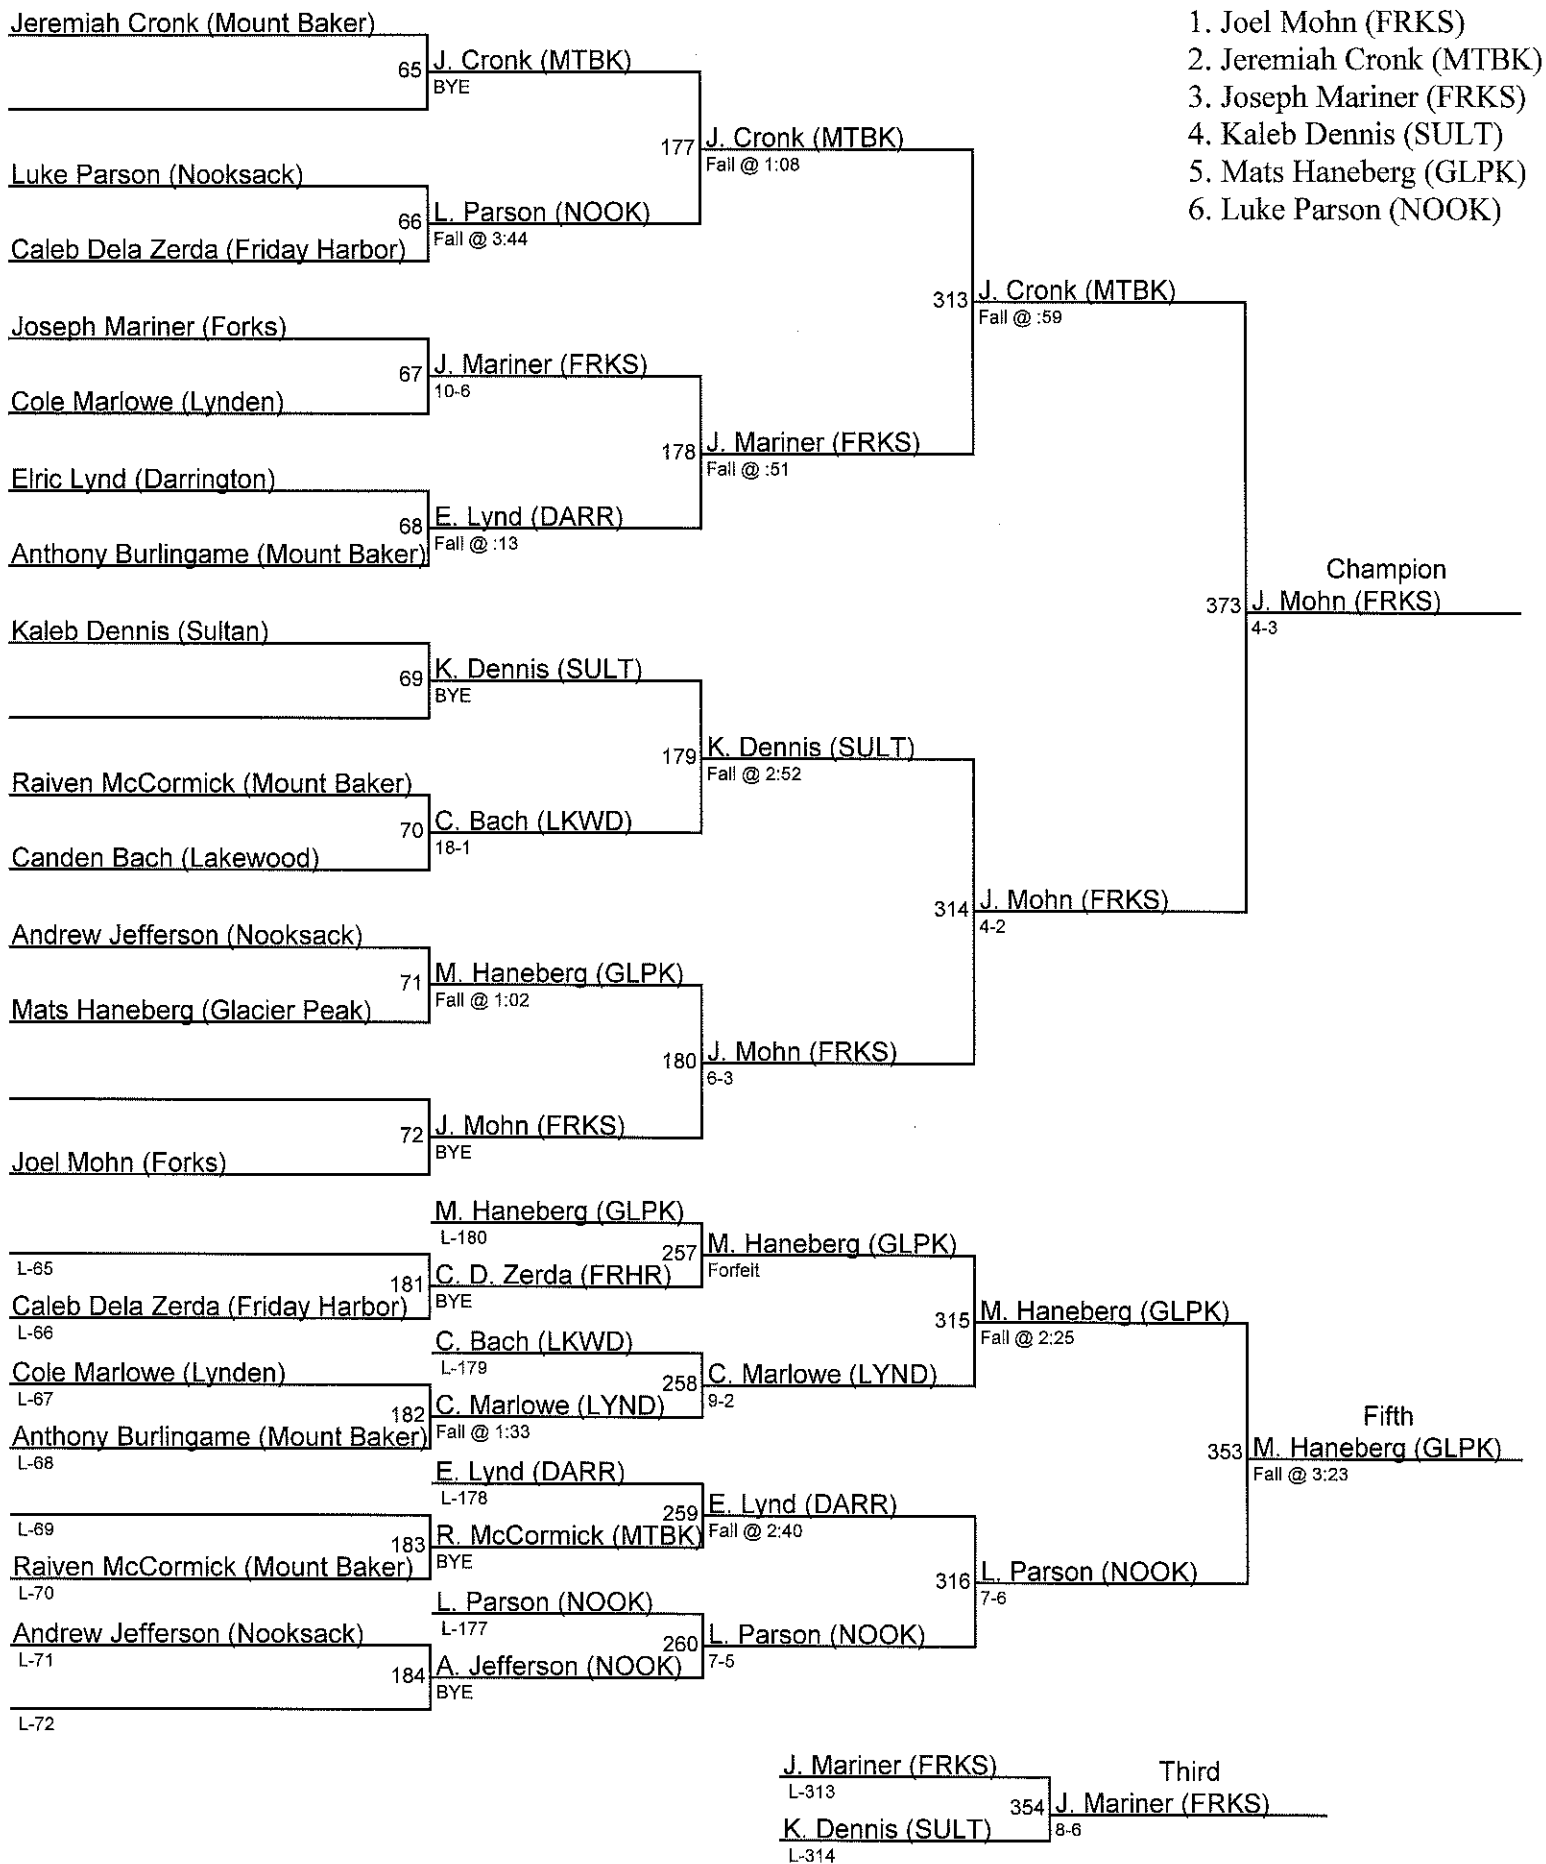 Jeremiah Cronk (Mount Baker)
65 J. Cronk (MTBK)
BYE
177 J. Cronk (MTBK)
Fall @ 1:08
Luke Parson (Nooksack)
66 L. Parson (NOOK)
Fall @ 3:44
Caleb Dela Zerda (Friday Harbor)
313 J. Cronk (MTBK)
Fall @ :59
Joseph Mariner (Forks)
67 J. Mariner (FRKS)
10-6
Cole Marlowe (Lynden)
178 J. Mariner (FRKS)
Fall @ :51
Elric Lynd (Darrington)
68 E. Lynd (DARR)
Fall @ :13
Anthony Burlingame (Mount Baker)
1. Joel Mohn (FRKS)
2. Jeremiah Cronk (MTBK)
3. Joseph Mariner (FRKS)
4. Kaleb Dennis (SULT)
5. Mats Haneberg (GLPK)
6. Luke Parson (NOOK)
Champion
373 J. Mohn (FRKS)
4-3
Kaleb Dennis (Sultan)
69 K. Dennis (SULT)
BYE
179 K. Dennis (SULT)
Fall @ 2:52
Raiven McCormick (Mount Baker)
70 C. Bach (LKWD)
18-1
Canden Bach (Lakewood)
314 J. Mohn (FRKS)
4-2
Andrew Jefferson (Nooksack)
71 M. Haneberg (GLPK)
Fall @ 1:02
Mats Haneberg (Glacier Peak)
180 J. Mohn (FRKS)
6-3
72 J. Mohn (FRKS)
BYE
Joel Mohn (Forks)
M. Haneberg (GLPK)
L-180
257 M. Haneberg (GLPK)
Forfeit
L-65
181 C. D. Zerda (FRHR)
BYE
Caleb Dela Zerda (Friday Harbor)
L-66
315 M. Haneberg (GLPK)
Fall @ 2:25
C. Bach (LKWD)
L-179
Cole Marlowe (Lynden)
L-67
258 C. Marlowe (LYND)
9-2
182 C. Marlowe (LYND)
Fall @ 1:33
Anthony Burlingame (Mount Baker)
L-68
Fifth
353 M. Haneberg (GLPK)
Fall @ 3:23
E. Lynd (DARR)
L-178
259 E. Lynd (DARR)
Fall @ 2:40
L-69
183 R. McCormick (MTBK)
BYE
Raiven McCormick (Mount Baker)
L-70
316 L. Parson (NOOK)
7-6
L. Parson (NOOK)
L-177
Andrew Jefferson (Nooksack)
L-71
260 L. Parson (NOOK)
7-5
184 A. Jefferson (NOOK)
BYE
L-72
J. Mariner (FRKS)
L-313
Third
354 J. Mariner (FRKS)
8-6
K. Dennis (SULT)
L-314